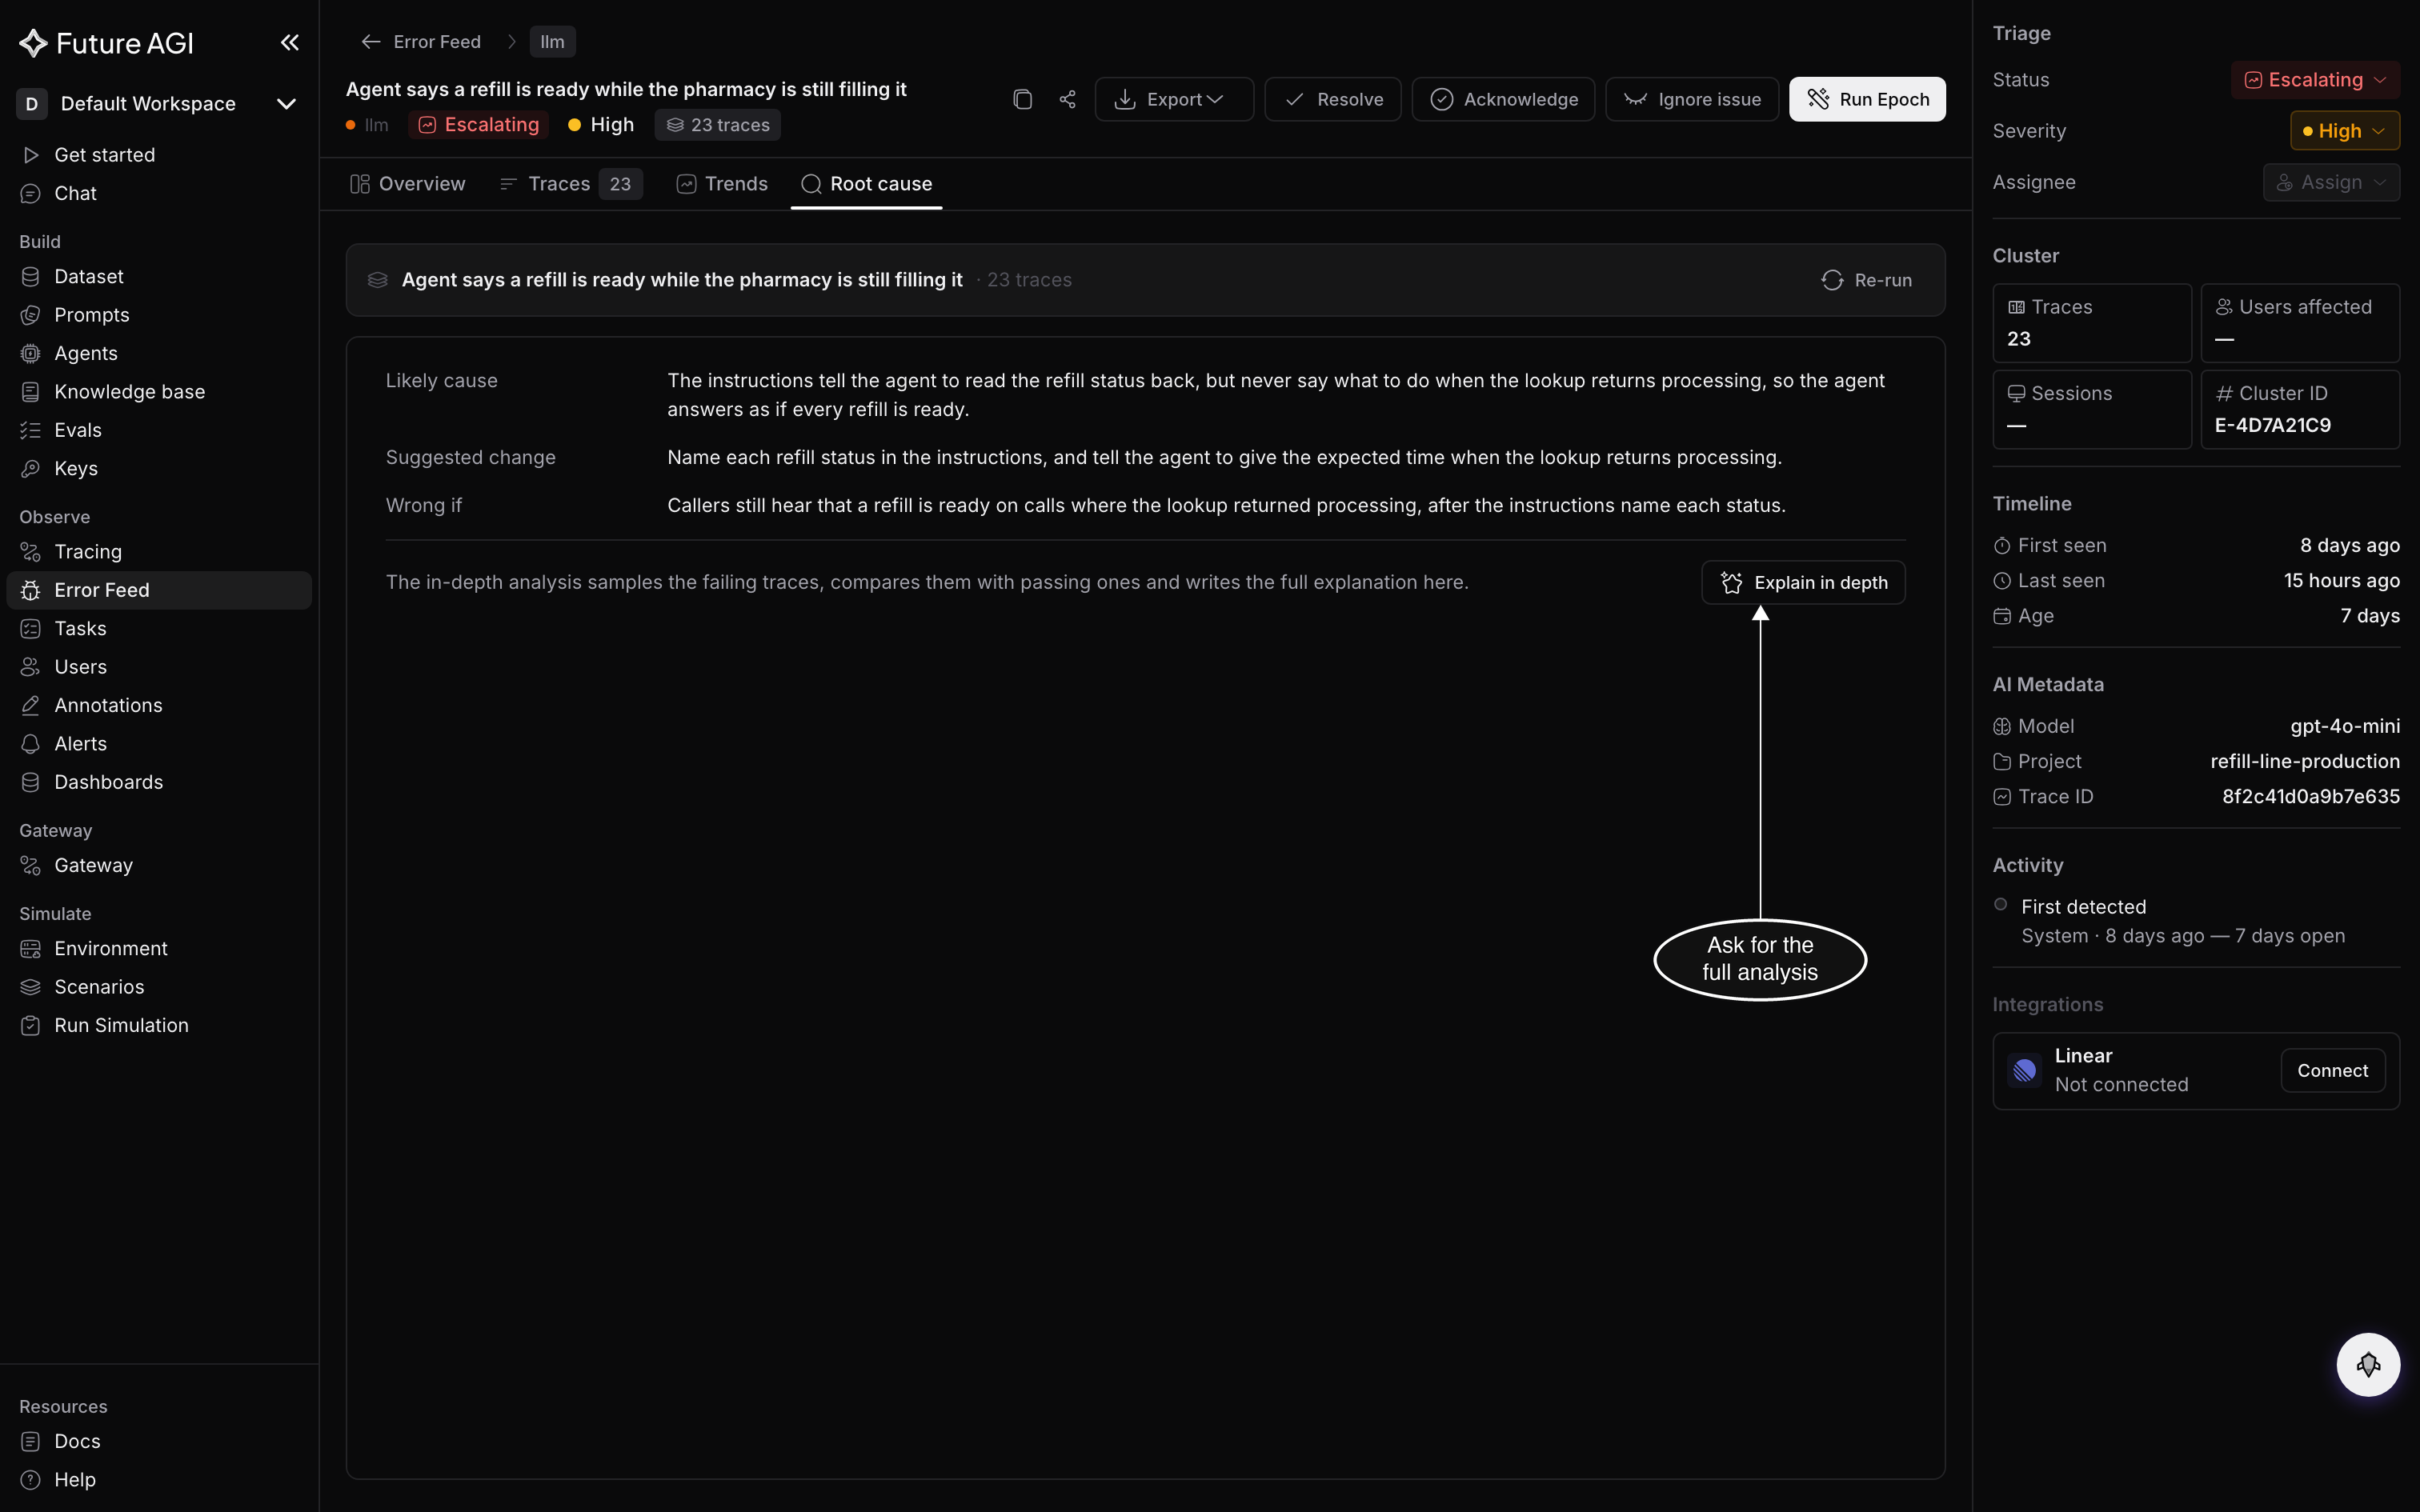 Future AGI
D Default Workspace
Get started
Chat
Build
Dataset
Prompts
Agents
Knowledge base
Evals
Keys
Observe
Tracing
Error Feed
Tasks
Users
Annotations
Alerts
Dashboards
Gateway
Gateway
Simulate
Environment
Scenarios
Run Simulation
Resources
Docs
Help
Error Feed llm
Agent says a refill is ready while the pharmacy is still filling it
llm Escalating High 23 traces
Export Resolve Acknowledge Ignore issue Run Epoch
Overview Traces 23 Trends Root cause
Agent says a refill is ready while the pharmacy is still filling it · 23 traces Re-run
Likely cause The instructions tell the agent to read the refill status back, but never say what to do when the lookup returns processing, so the agent
answers as if every refill is ready.
Suggested change Name each refill status in the instructions, and tell the agent to give the expected time when the lookup returns processing.
Wrong if Callers still hear that a refill is ready on calls where the lookup returned processing, after the instructions name each status.
The in-depth analysis samples the failing traces, compares them with passing ones and writes the full explanation here. Explain in depth
Ask for the
full analysis
Triage
Status Escalating
Severity High
Assignee Assign
Cluster
Traces Users affected
23 —
Sessions # Cluster ID
— E-4D7A21C9
Timeline
First seen 8 days ago
Last seen 15 hours ago
Age 7 days
AI Metadata
Model gpt-4o-mini
Project refill-line-production
Trace ID 8f2c41d0a9b7e635
Activity
First detected
System · 8 days ago — 7 days open
Integrations
Linear
Not connected
Connect